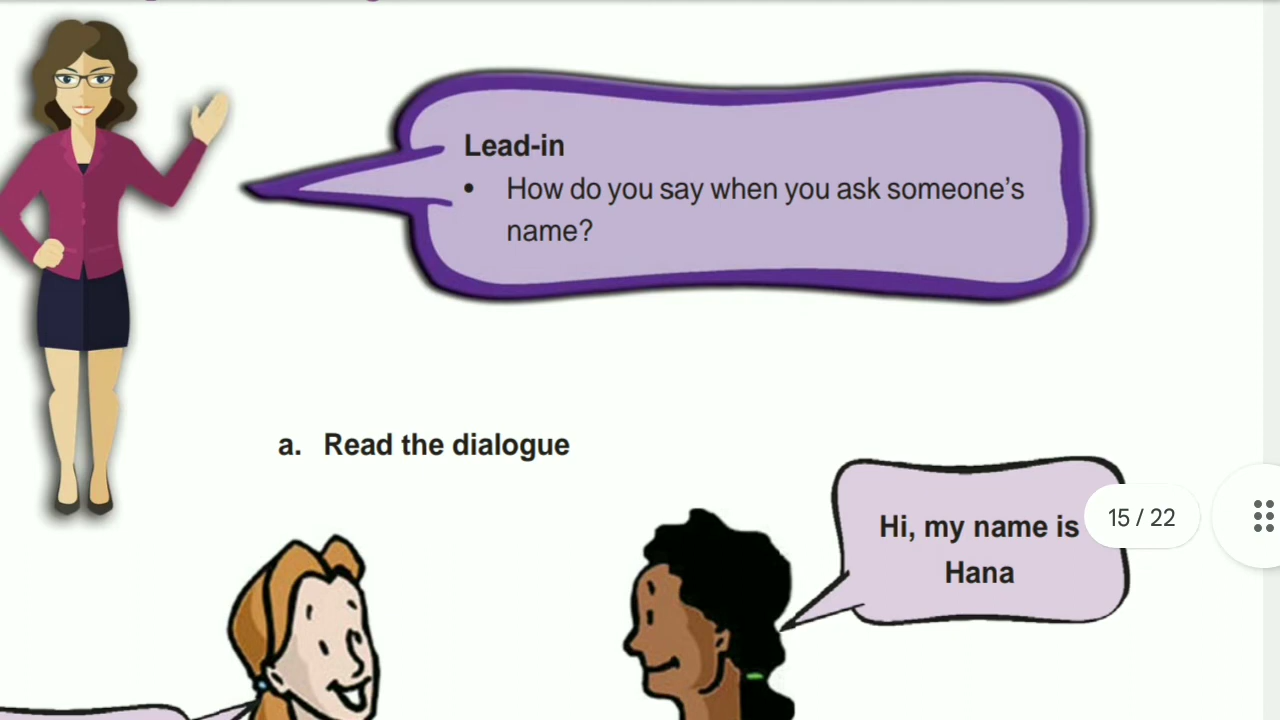 Lead-in
• How do you say when you ask someone's
name?
a. Read the dialogue
Hi, my name is
Hana
15 / 22